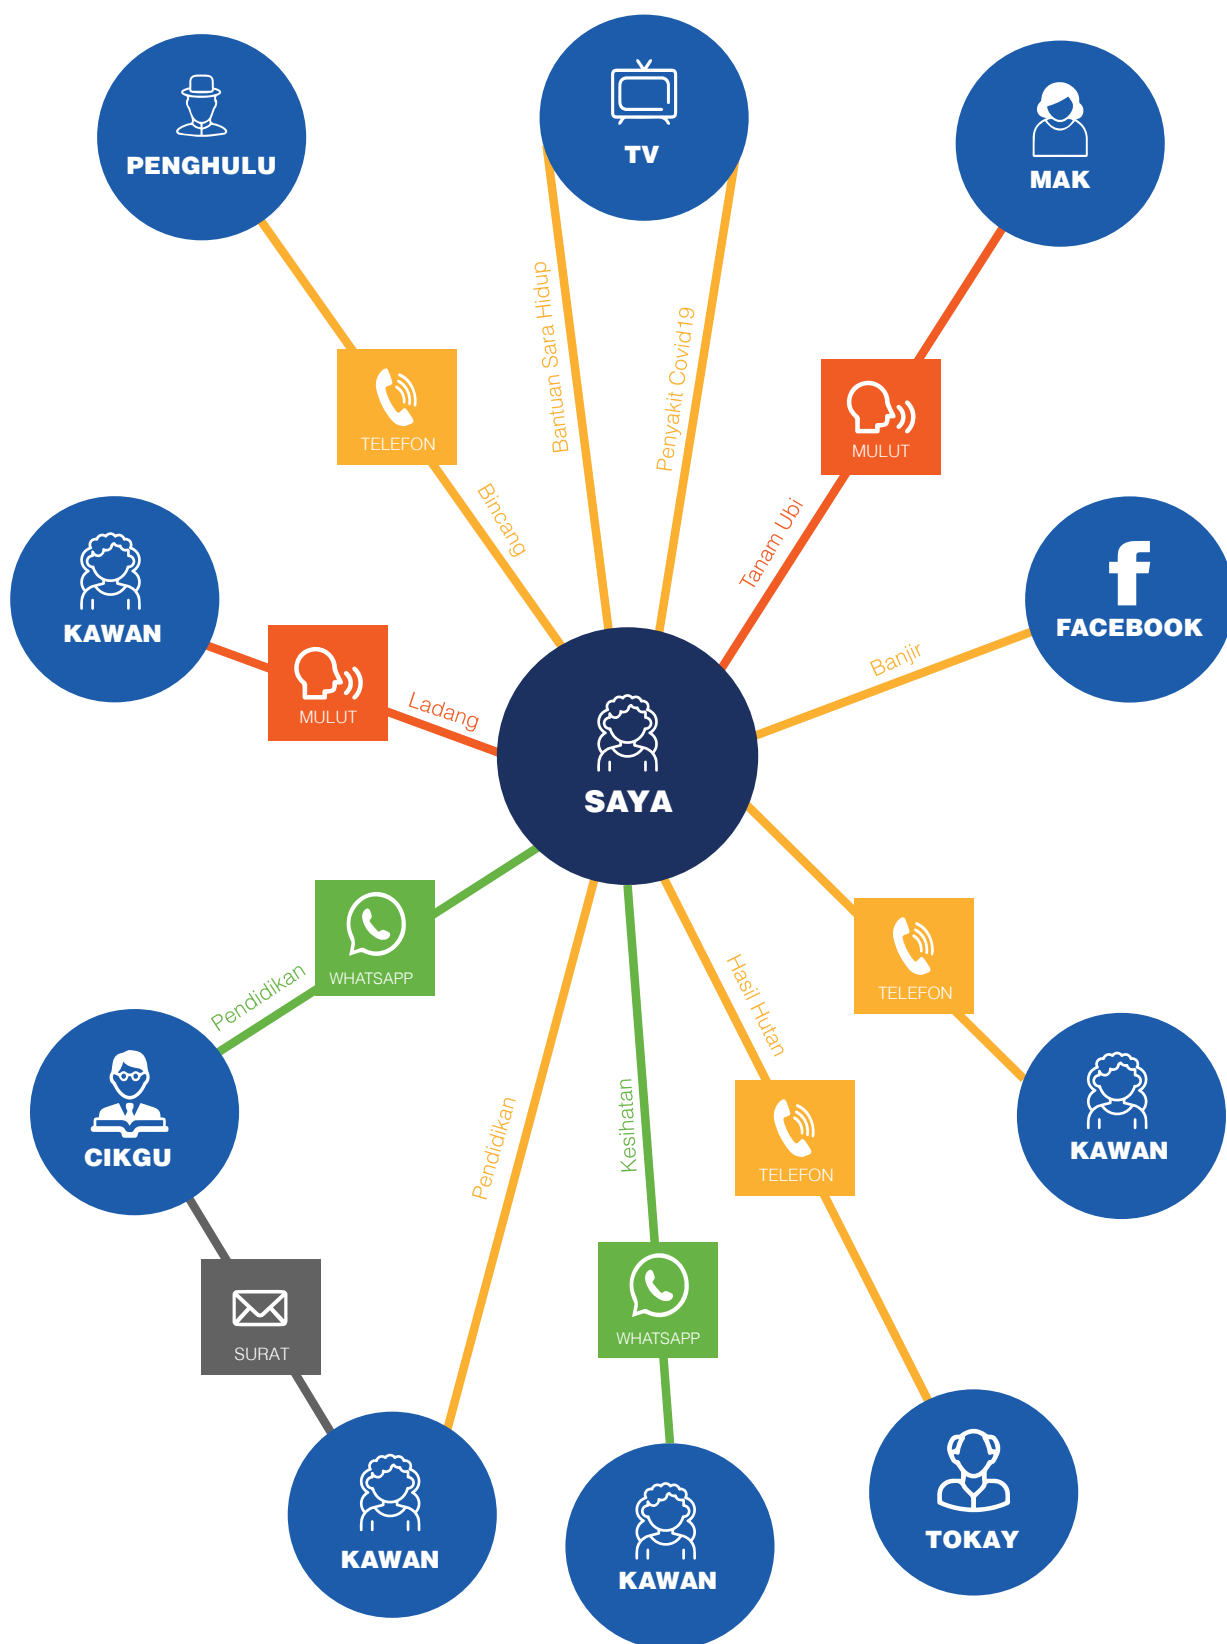 PENGHULU
TV
MAK
Bantuan Sara Hidup
Penyakit Covid19
TELEFON
MULUT
Bincang
Tanam Ubi
KAWAN
FACEBOOK
MULUT
Ladang
Banjir
SAYA
WHATSAPP
Pendidikan
Hasil Hutan
TELEFON
CIKGU
Pendidikan
Kesihatan
TELEFON
KAWAN
SURAT
WHATSAPP
KAWAN
KAWAN
TOKAY